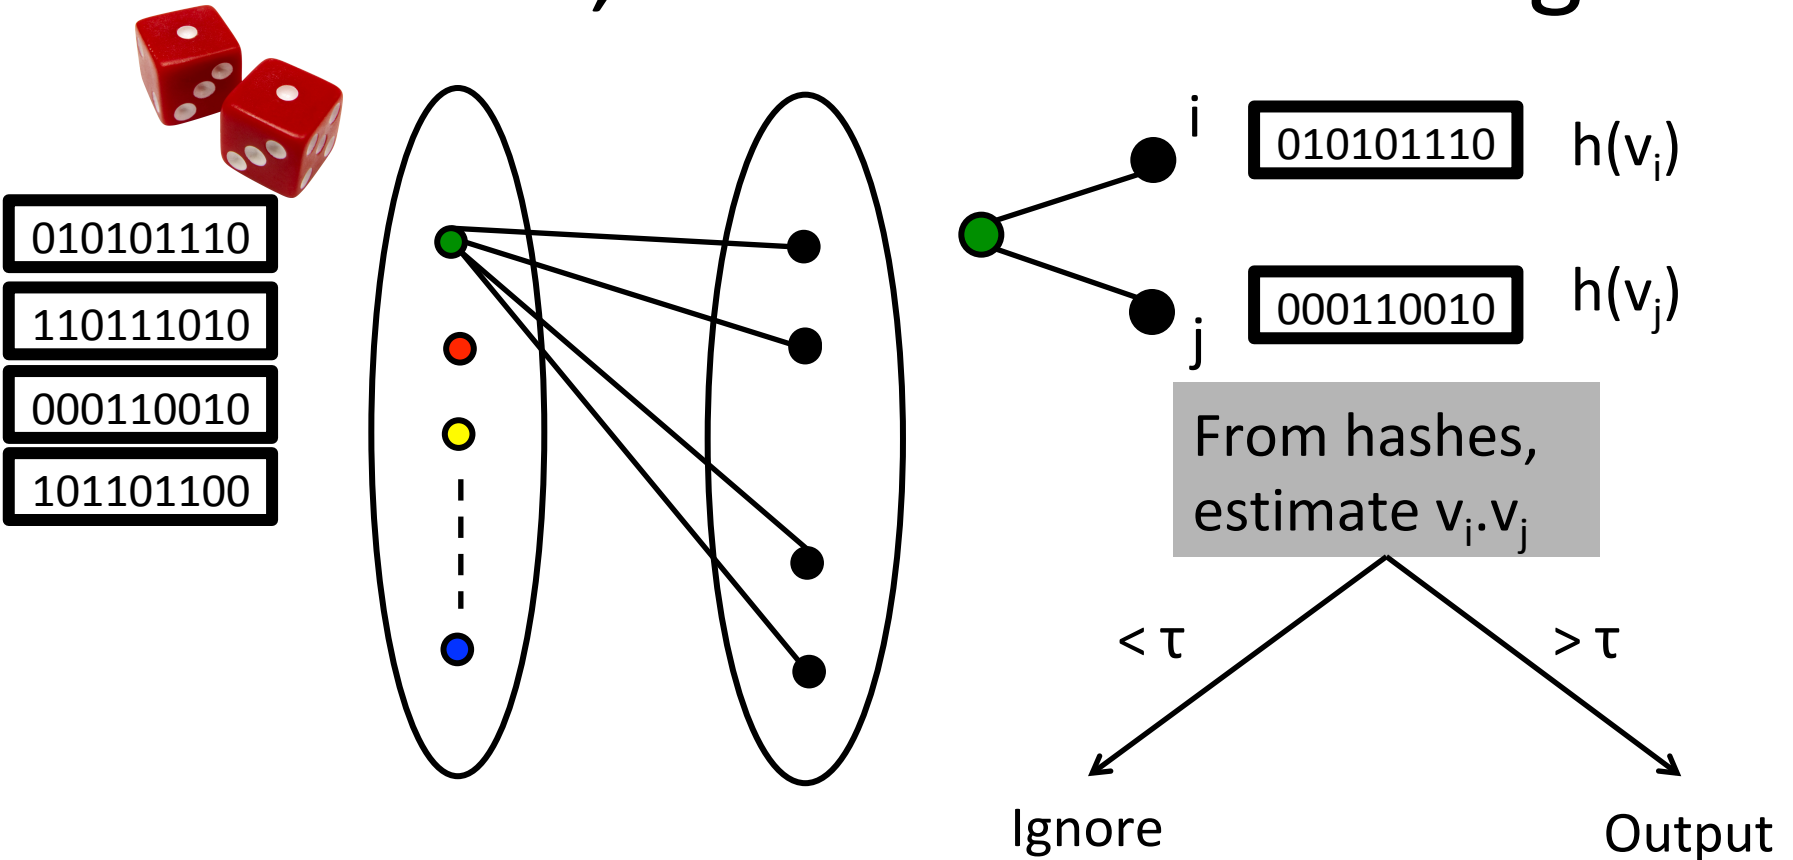 010101110
110111010
000110010
101101100
i
010101110
h(vi)
j
000110010
h(vj)
From hashes,
estimate vi.vj
< τ
> τ
Ignore
Output